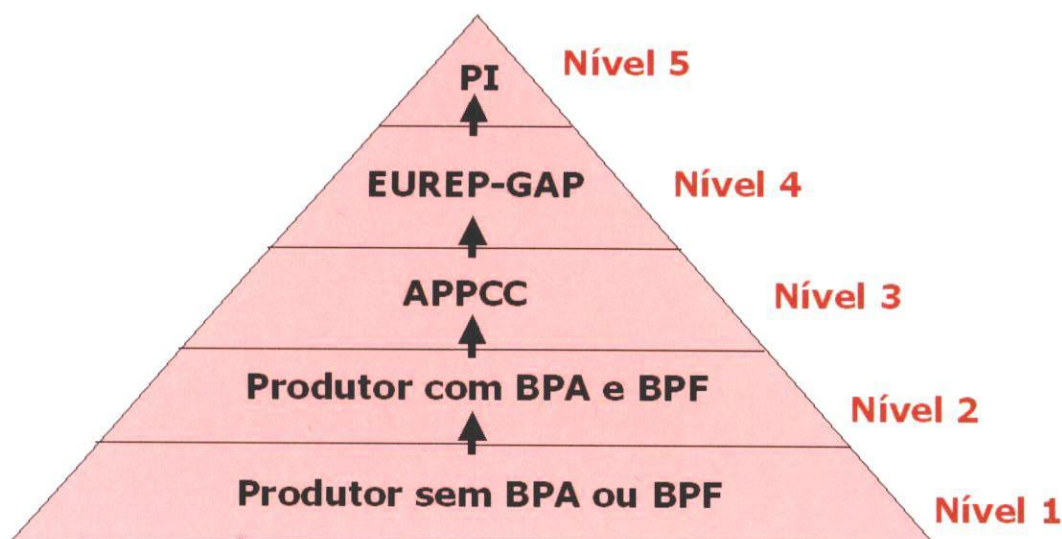 PI
Nível 5
EUREP-GAP
Nível 4
APPCC
Nível 3
Produtor com BPA e BPF
Nível 2
Produtor sem BPA ou BPF
Nível 1